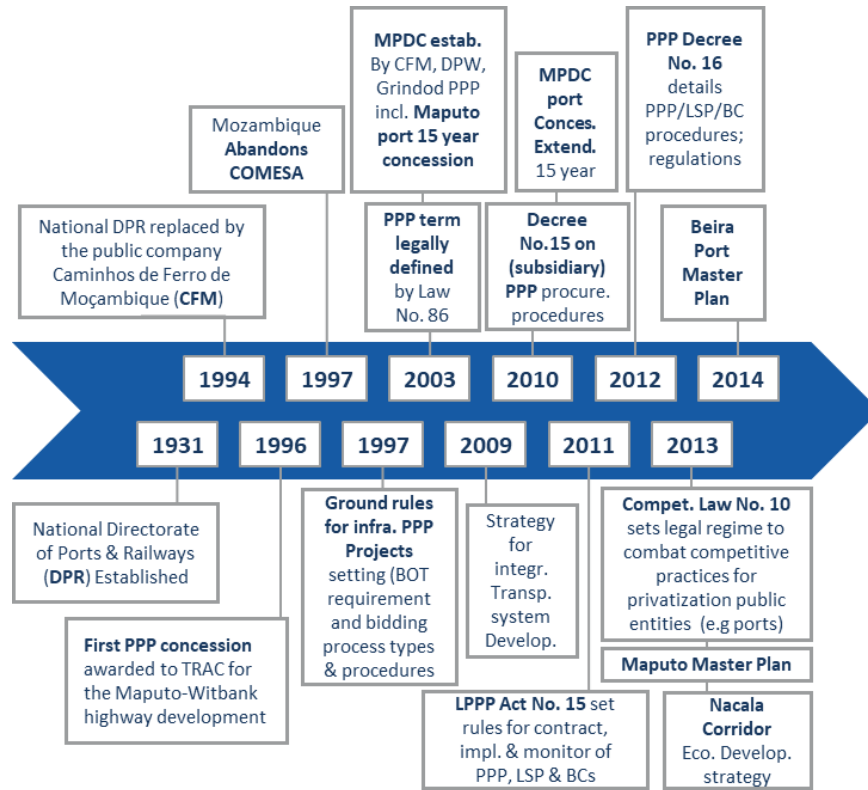 MPDC estab.
By CFM, DPW,
Grindod PPP
incl. Maputo
port 15 year
concession
MPDC
port
Conces.
Extend.
15 year
PPP Decree
No. 16
details
PPP/LSP/BC
procedures;
regulations
Mozambique
Abandons
COMESA
National DPR replaced by
the public company
Caminhos de Ferro de
Moçambique (CFM)
PPP term
legally
defined
by Law
No. 86
Decree
No.15 on
(subsidiary)
PPP procure.
procedures
Beira
Port
Master
Plan
1994
1997
2003
2010
2012
2014
1931
1996
1997
2009
2011
2013
National Directorate
of Ports & Railways
(DPR) Established
First PPP concession
awarded to TRAC for
the Maputo-Witbank
highway development
Ground rules
for infra. PPP
Projects
setting (BOT
requirement
and bidding
process types
& procedures
Strategy
for
integr.
Transp.
system
Develop.
LPPP Act No. 15 set
rules for contract,
impl. & monitor of
PPP, LSP & BCs
Compet. Law No. 10
sets legal regime to
combat competitive
practices for
privatization public
entities (e.g ports)
Maputo Master Plan
Nacala
Corridor
Eco. Develop.
strategy